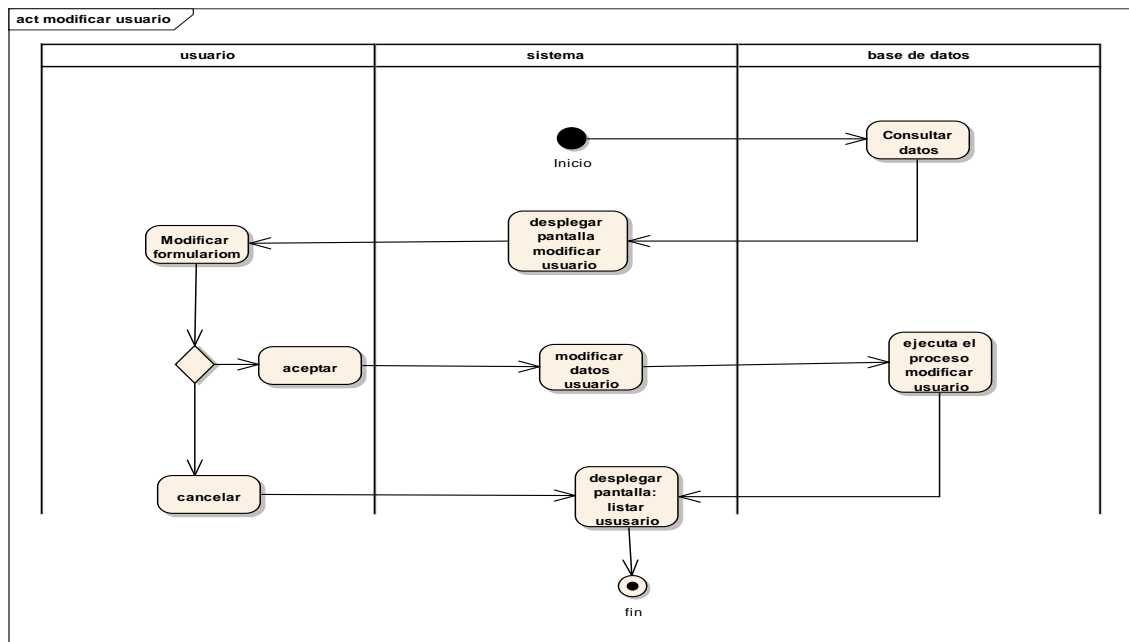 act modificar usuario
usuario
sistema
base de datos
Inicio
Consultar
datos
desplegar
pantalla
modificar
usuario
Modificar
formulariom
aceptar
modificar
datos
usuario
ejecuta el
proceso
modificar
usuario
cancelar
desplegar
pantalla:
listar
ususario
fin